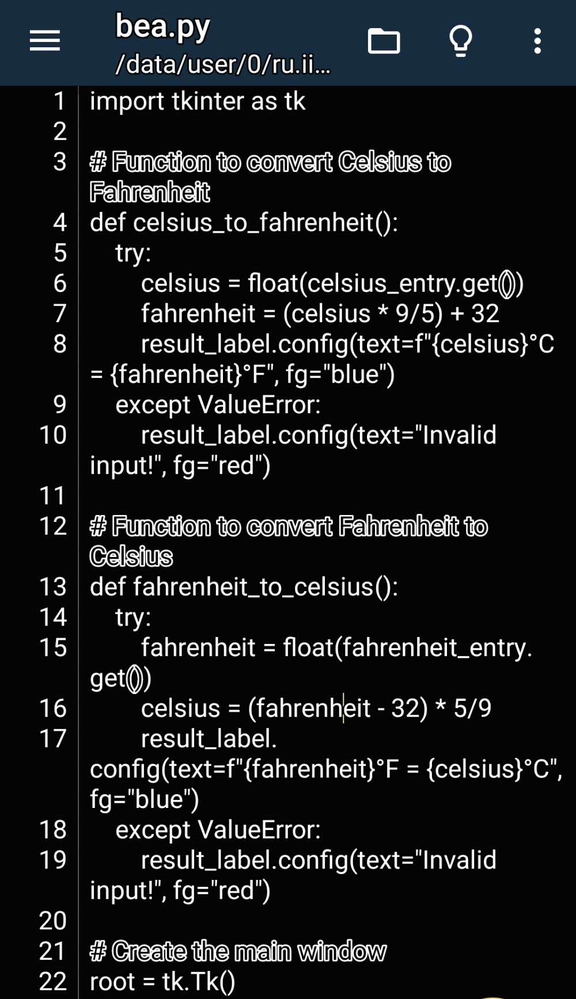 bea.py
/data/user/0/ru.ii...
1 import tkinter as tk
2
3 # Function to convert Celsius to
Fahrenheit
4 def celsius_to_fahrenheit():
5     try:
6         celsius = float(celsius_entry.get())
7         fahrenheit = (celsius * 9/5) + 32
8         result_label.config(text=f"{celsius}°C
= {fahrenheit}°F", fg="blue")
9     except ValueError:
10         result_label.config(text="Invalid
input!", fg="red")
11
12 # Function to convert Fahrenheit to
Celsius
13 def fahrenheit_to_celsius():
14     try:
15         fahrenheit = float(fahrenheit_entry.
get())
16         celsius = (fahrenheit - 32) * 5/9
17         result_label.
config(text=f"{fahrenheit}°F = {celsius}°C",
fg="blue")
18     except ValueError:
19         result_label.config(text="Invalid
input!", fg="red")
20
21 # Create the main window
22 root = tk.Tk()